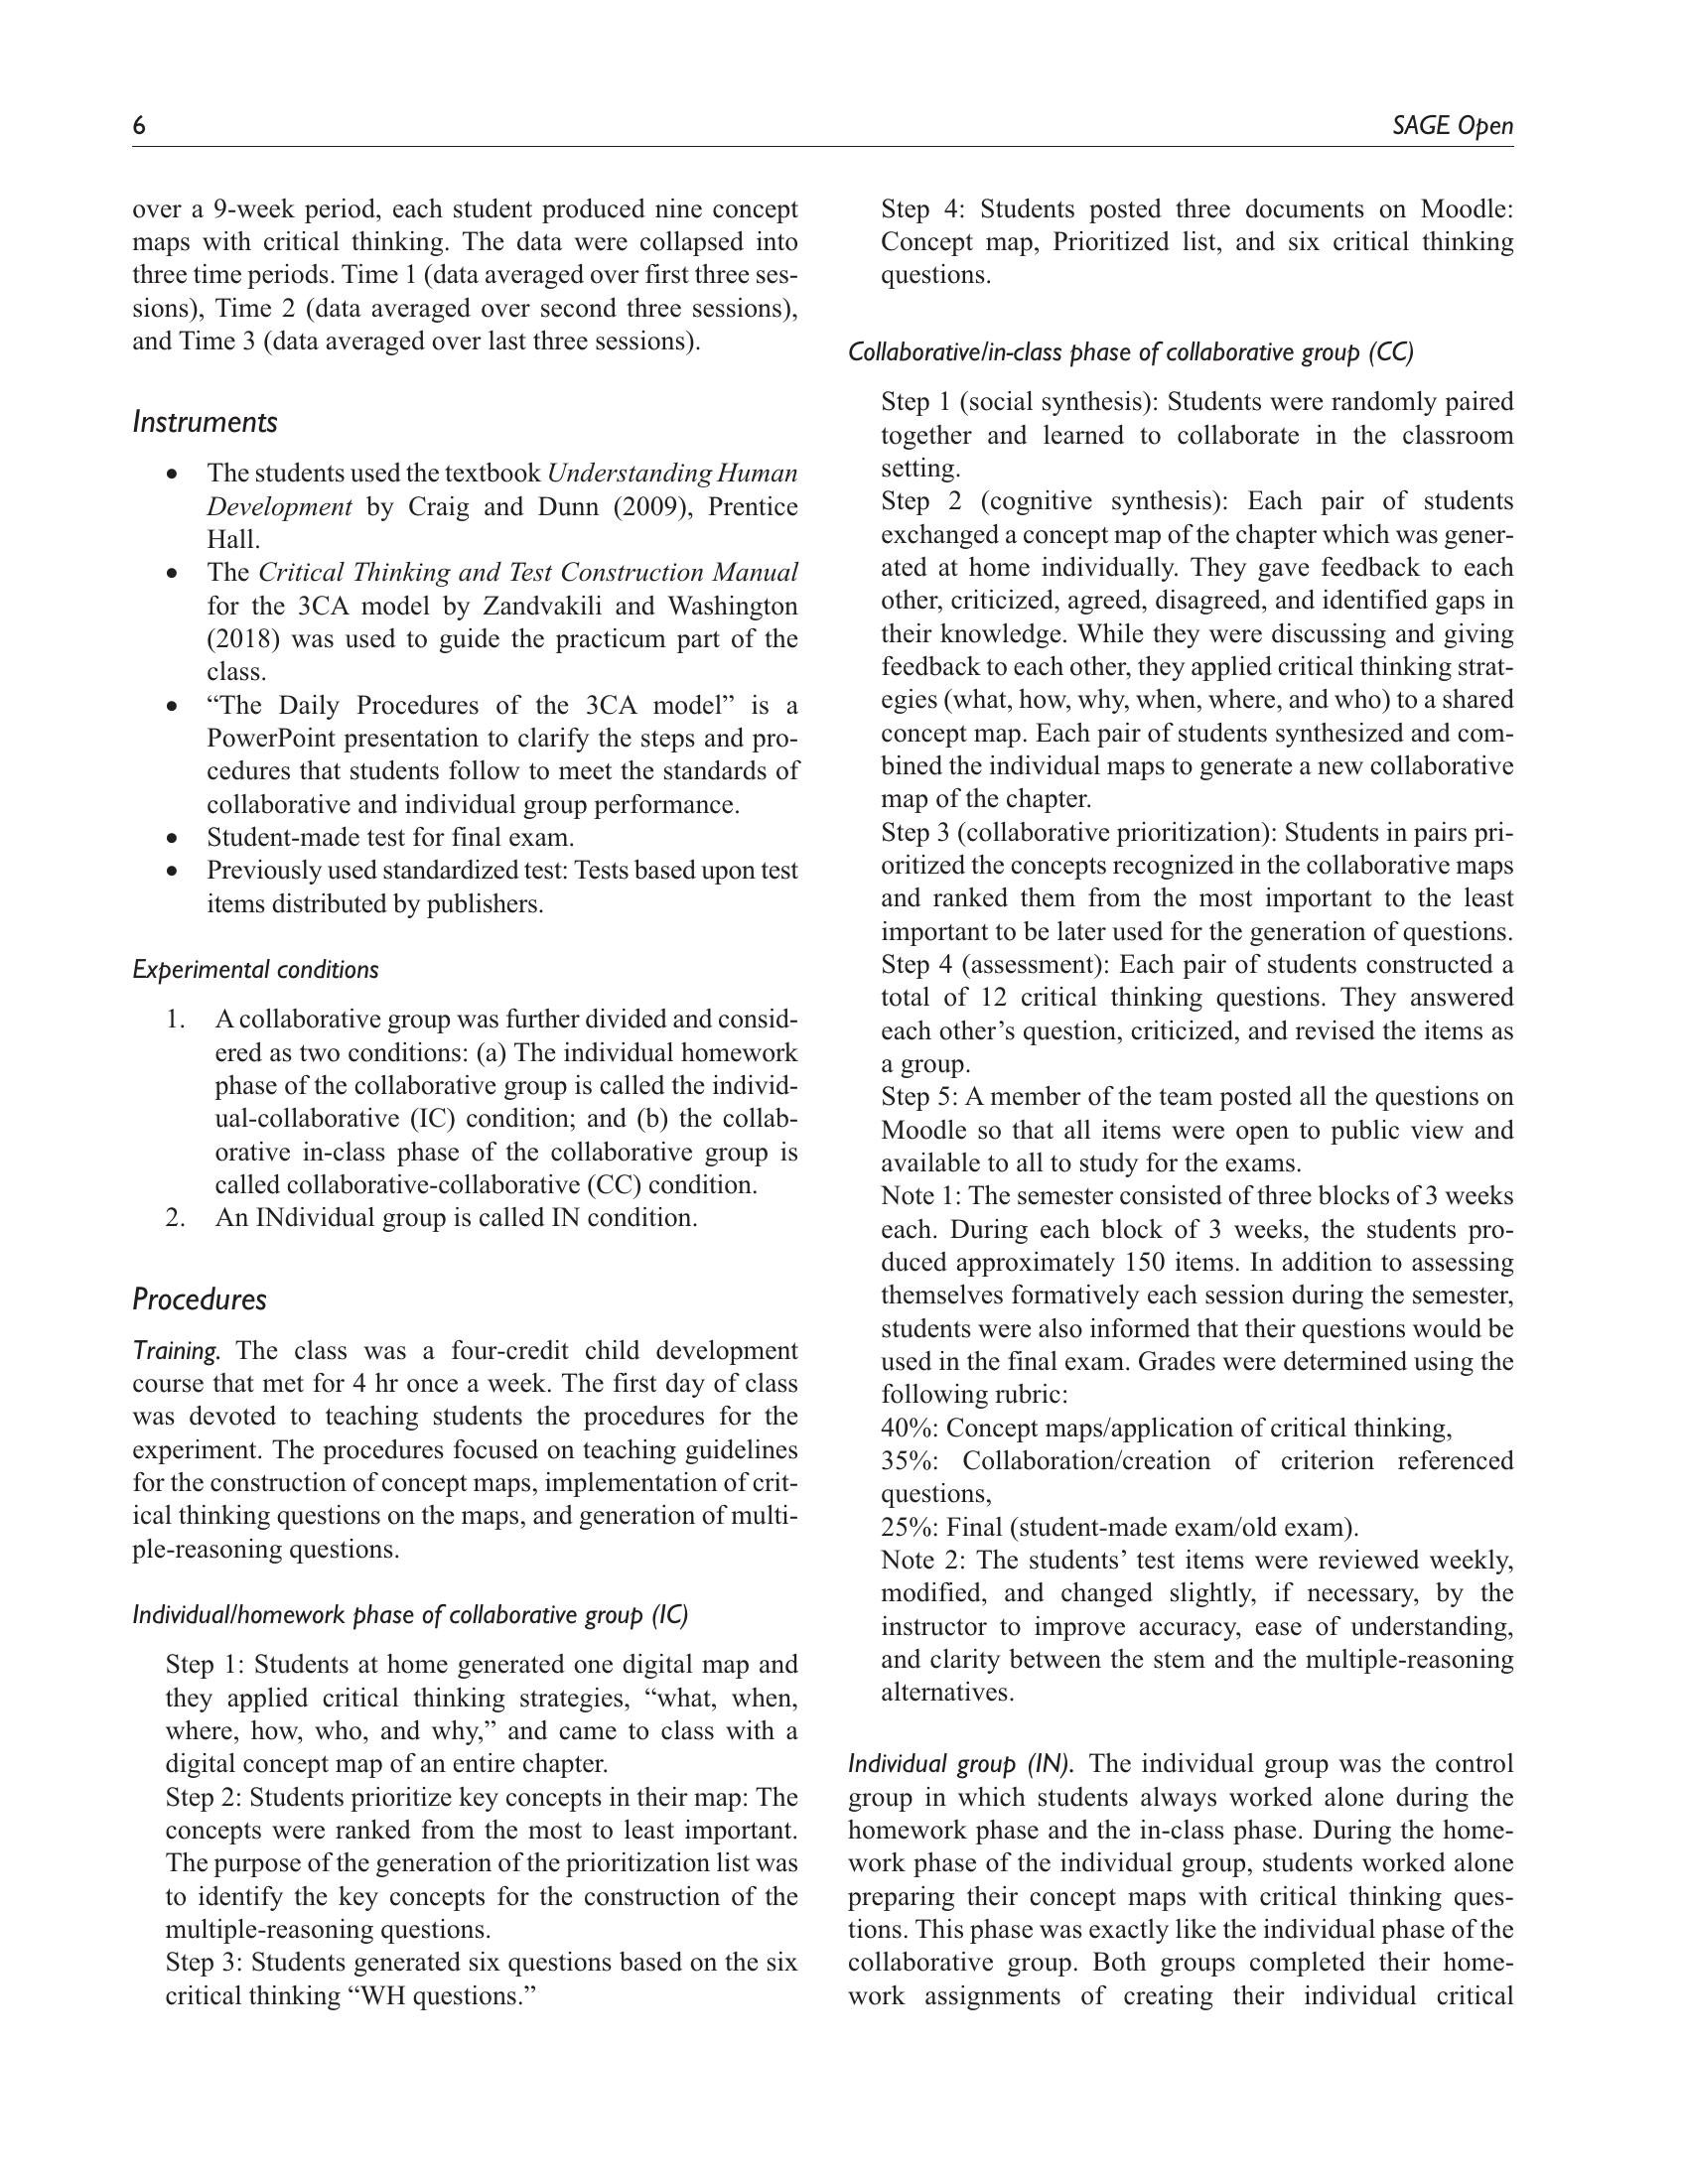 6
SAGE Open
over a 9-week period, each student produced nine concept
maps with critical thinking. The data were collapsed into
three time periods. Time 1 (data averaged over first three ses-
sions), Time 2 (data averaged over second three sessions),
and Time 3 (data averaged over last three sessions).
Instruments
• The students used the textbook Understanding Human
Development by Craig and Dunn (2009), Prentice
Hall.
• The Critical Thinking and Test Construction Manual
for the 3CA model by Zandvakili and Washington
(2018) was used to guide the practicum part of the
class.
• “The Daily Procedures of the 3CA model” is a
PowerPoint presentation to clarify the steps and pro-
cedures that students follow to meet the standards of
collaborative and individual group performance.
• Student-made test for final exam.
• Previously used standardized test: Tests based upon test
items distributed by publishers.
Experimental conditions
1. A collaborative group was further divided and consid-
ered as two conditions: (a) The individual homework
phase of the collaborative group is called the individ-
ual-collaborative (IC) condition; and (b) the collab-
orative in-class phase of the collaborative group is
called collaborative-collaborative (CC) condition.
2. An INdividual group is called IN condition.
Procedures
Training. The class was a four-credit child development
course that met for 4 hr once a week. The first day of class
was devoted to teaching students the procedures for the
experiment. The procedures focused on teaching guidelines
for the construction of concept maps, implementation of crit-
ical thinking questions on the maps, and generation of multi-
ple-reasoning questions.
Individual/homework phase of collaborative group (IC)
Step 1: Students at home generated one digital map and
they applied critical thinking strategies, “what, when,
where, how, who, and why,” and came to class with a
digital concept map of an entire chapter.
Step 2: Students prioritize key concepts in their map: The
concepts were ranked from the most to least important.
The purpose of the generation of the prioritization list was
to identify the key concepts for the construction of the
multiple-reasoning questions.
Step 3: Students generated six questions based on the six
critical thinking “WH questions.”
Step 4: Students posted three documents on Moodle:
Concept map, Prioritized list, and six critical thinking
questions.
Collaborative/in-class phase of collaborative group (CC)
Step 1 (social synthesis): Students were randomly paired
together and learned to collaborate in the classroom
setting.
Step 2 (cognitive synthesis): Each pair of students
exchanged a concept map of the chapter which was gener-
ated at home individually. They gave feedback to each
other, criticized, agreed, disagreed, and identified gaps in
their knowledge. While they were discussing and giving
feedback to each other, they applied critical thinking strat-
egies (what, how, why, when, where, and who) to a shared
concept map. Each pair of students synthesized and com-
bined the individual maps to generate a new collaborative
map of the chapter.
Step 3 (collaborative prioritization): Students in pairs pri-
oritized the concepts recognized in the collaborative maps
and ranked them from the most important to the least
important to be later used for the generation of questions.
Step 4 (assessment): Each pair of students constructed a
total of 12 critical thinking questions. They answered
each other’s question, criticized, and revised the items as
a group.
Step 5: A member of the team posted all the questions on
Moodle so that all items were open to public view and
available to all to study for the exams.
Note 1: The semester consisted of three blocks of 3 weeks
each. During each block of 3 weeks, the students pro-
duced approximately 150 items. In addition to assessing
themselves formatively each session during the semester,
students were also informed that their questions would be
used in the final exam. Grades were determined using the
following rubric:
40%: Concept maps/application of critical thinking,
35%: Collaboration/creation of criterion referenced
questions,
25%: Final (student-made exam/old exam).
Note 2: The students’ test items were reviewed weekly,
modified, and changed slightly, if necessary, by the
instructor to improve accuracy, ease of understanding,
and clarity between the stem and the multiple-reasoning
alternatives.
Individual group (IN). The individual group was the control
group in which students always worked alone during the
homework phase and the in-class phase. During the home-
work phase of the individual group, students worked alone
preparing their concept maps with critical thinking ques-
tions. This phase was exactly like the individual phase of the
collaborative group. Both groups completed their home-
work assignments of creating their individual critical